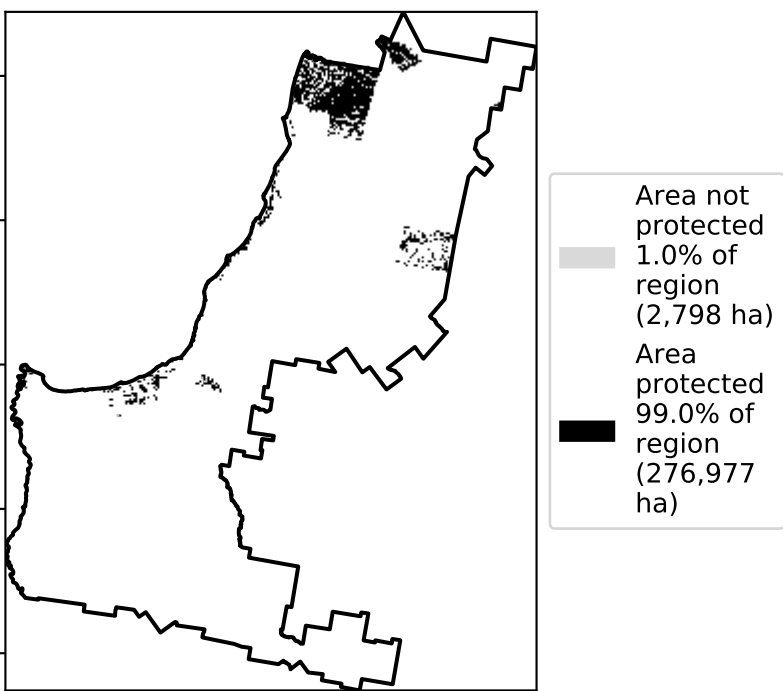 Area not
protected
1.0% of
region
(2,798 ha)
Area
protected
99.0% of
region
(276,977
ha)